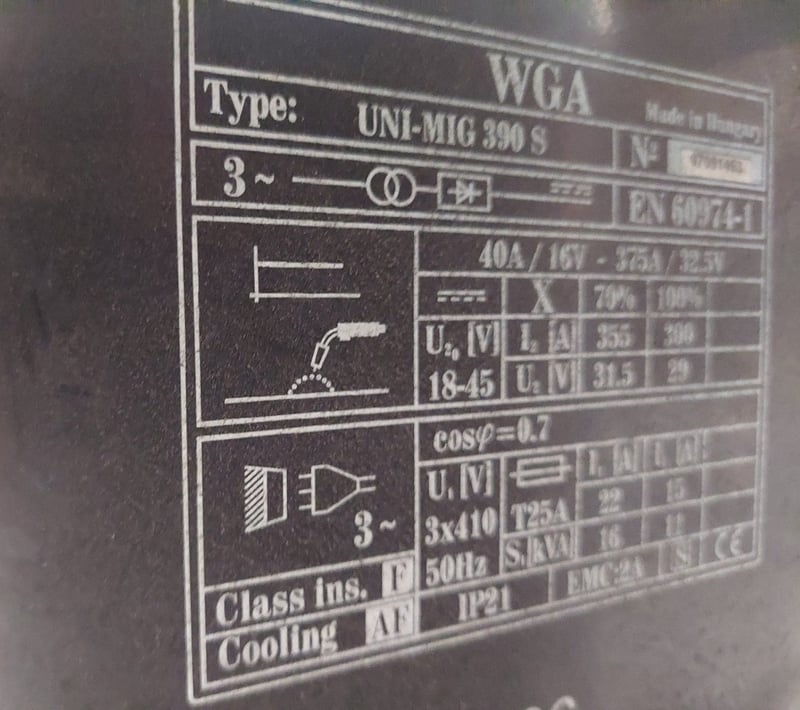 WGA
Made in Hungary
Type: UNI-MIG 390 S
Nº
3~
EN 60974-1
40A / 16V - 375A / 32.5V
X 70% 100%
U₂₀ [V] I₂ [A] 355 300
18-45 U₂ [V] 31.5 29
cosφ=0.7
U₁ [V] I₁ [A] I₁ [A]
3x410 T25A 22 15
3~ 50Hz S₁ [kVA] 16 11
Class ins. F
Cooling AF IP21 EMC:2A S CE